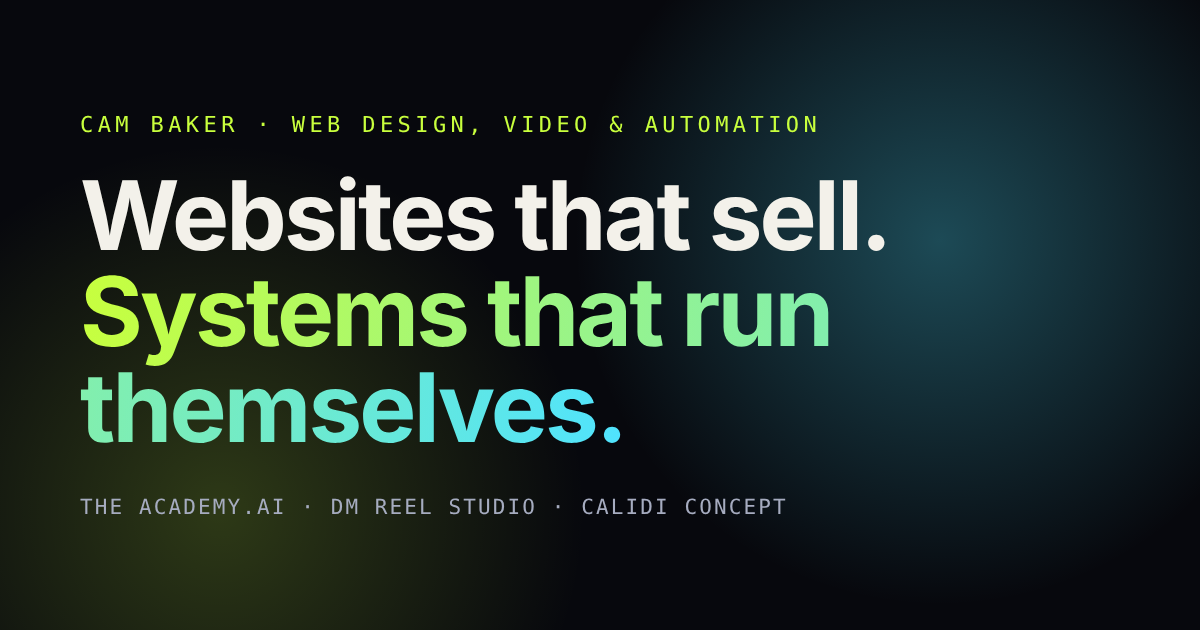 CAM BAKER · WEB DESIGN, VIDEO & AUTOMATION
Websites that sell.
Systems that run
themselves.
THE ACADEMY.AI · DM REEL STUDIO · CALIDI CONCEPT